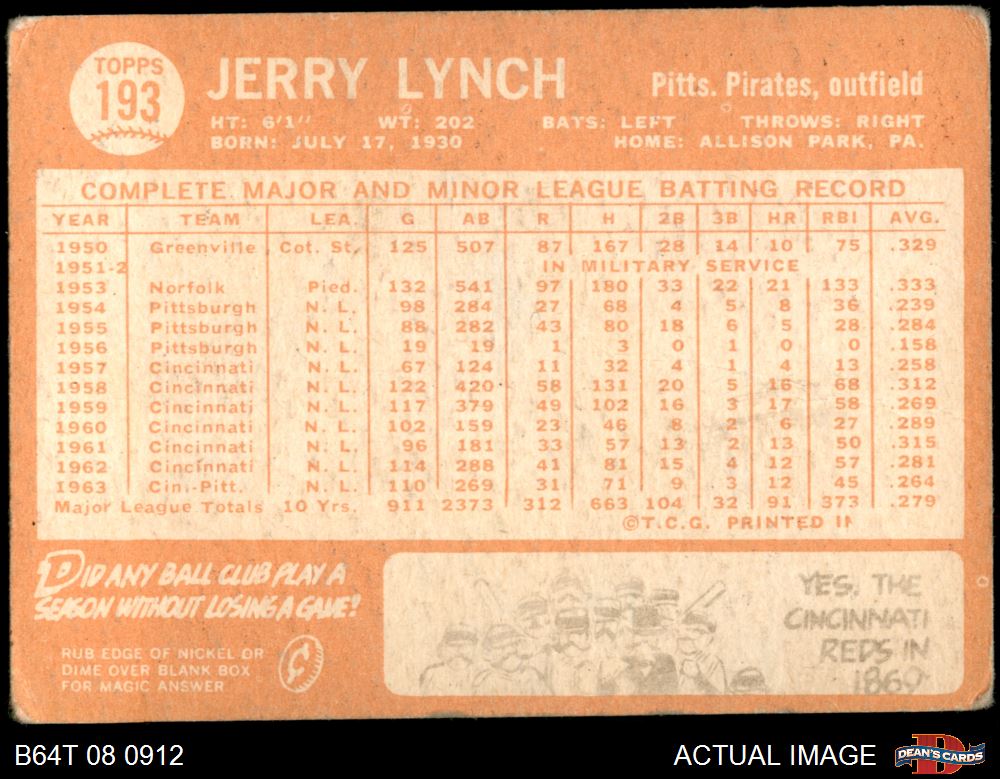 TOPPS
193
JERRY LYNCH
Pitts. Pirates, outfield
HT: 6'1" WT: 202 BATS: LEFT THROWS: RIGHT
BORN: JULY 17, 1930 HOME: ALLISON PARK, PA.
COMPLETE MAJOR AND MINOR LEAGUE BATTING RECORD
YEAR TEAM LEA. G AB R H 2B 3B HR RBI AVG.
1950 Greenville Cot. St. 125 507 87 167 28 14 10 75 .329
1951-2 IN MILITARY SERVICE
1953 Norfolk Pied. 132 541 97 180 33 22 21 133 .333
1954 Pittsburgh N. L. 98 284 27 68 4 5 8 36 .239
1955 Pittsburgh N. L. 88 282 43 80 18 6 5 28 .284
1956 Pittsburgh N. L. 19 19 1 3 0 1 0 0 .158
1957 Cincinnati N. L. 67 124 11 32 4 1 4 13 .258
1958 Cincinnati N. L. 122 420 58 131 20 5 16 68 .312
1959 Cincinnati N. L. 117 379 49 102 16 3 17 58 .269
1960 Cincinnati N. L. 102 159 23 46 8 2 6 27 .289
1961 Cincinnati N. L. 96 181 33 57 13 2 13 50 .315
1962 Cincinnati N. L. 114 288 41 81 15 4 12 57 .281
1963 Cin.-Pitt. N. L. 110 269 31 71 9 3 12 45 .264
Major League Totals 10 Yrs. 911 2373 312 663 104 32 91 373 .279
©T.C.G. PRINTED IN
DID ANY BALL CLUB PLAY A
SEASON WITHOUT LOSING A GAME?
RUB EDGE OF NICKEL OR
DIME OVER BLANK BOX
FOR MAGIC ANSWER
YES, THE
CINCINNATI
REDS IN
1869
B64T 08 0912
ACTUAL IMAGE
DEAN'S CARDS